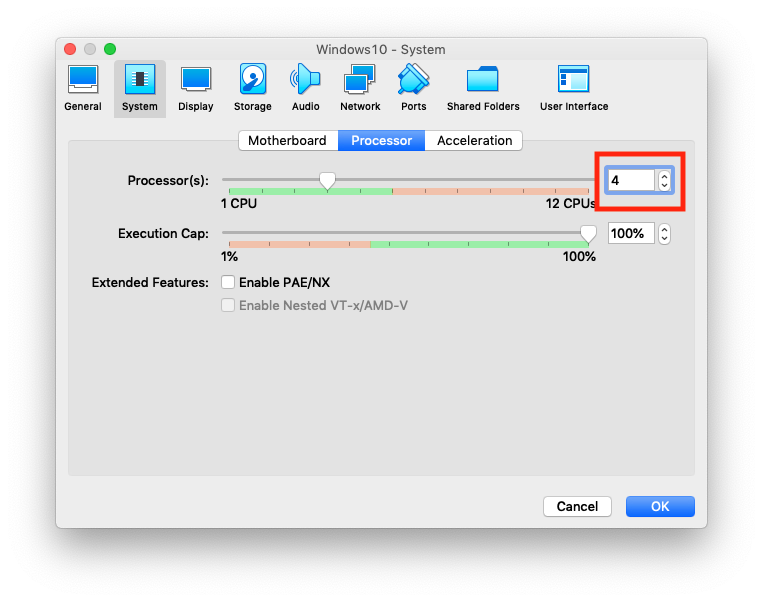 Windows10 - System
General System Display Storage Audio Network Ports Shared Folders User Interface
Motherboard Processor Acceleration
Processor(s): 4
1 CPU 12 CPUs
Execution Cap: 100%
1% 100%
Extended Features: Enable PAE/NX
Enable Nested VT-x/AMD-V
Cancel OK